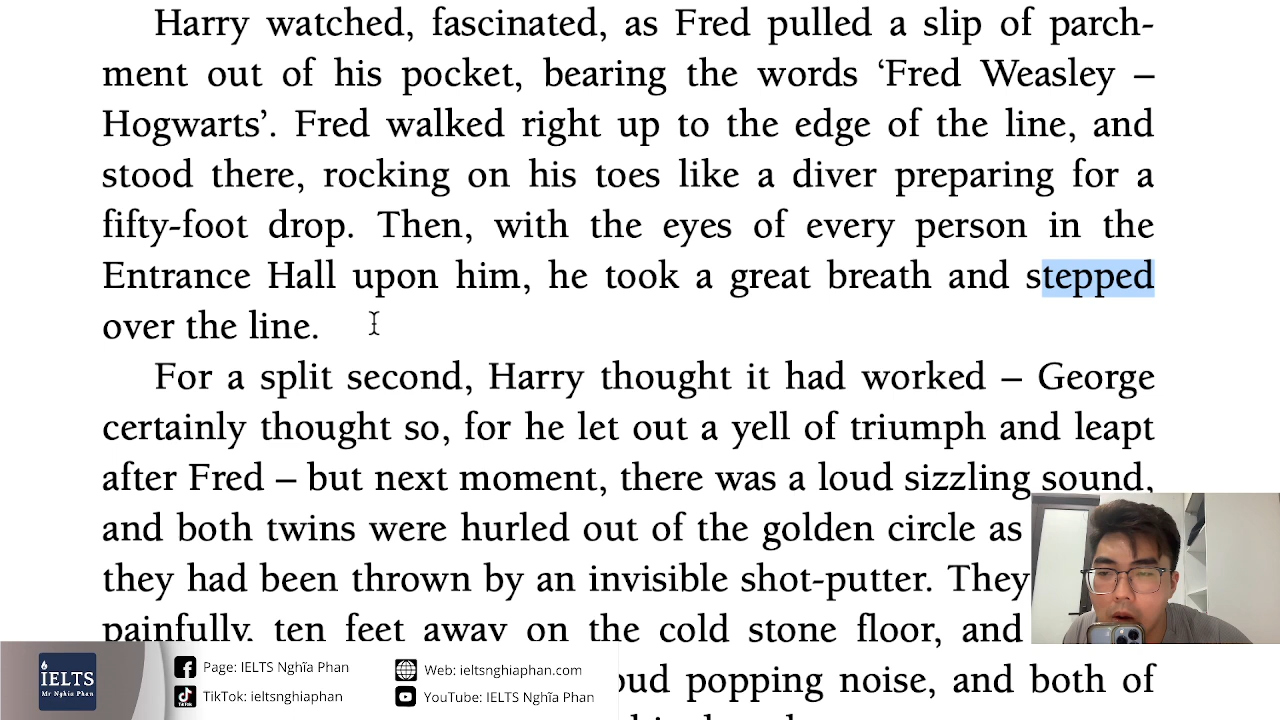 Harry watched, fascinated, as Fred pulled a slip of parch-
ment out of his pocket, bearing the words ‘Fred Weasley –
Hogwarts’. Fred walked right up to the edge of the line, and
stood there, rocking on his toes like a diver preparing for a
fifty-foot drop. Then, with the eyes of every person in the
Entrance Hall upon him, he took a great breath and stepped
over the line.
For a split second, Harry thought it had worked – George
certainly thought so, for he let out a yell of triumph and leapt
after Fred – but next moment, there was a loud sizzling sound,
and both twins were hurled out of the golden circle as
they had been thrown by an invisible shot-putter. They
painfully, ten feet away on the cold stone floor, and
popping noise, and both of
IELTS
Mr Nghia Phan
Page: IELTS Nghĩa Phan
TikTok: ieltsnghiaphan
Web: ieltsnghiaphan.com
YouTube: IELTS Nghĩa Phan